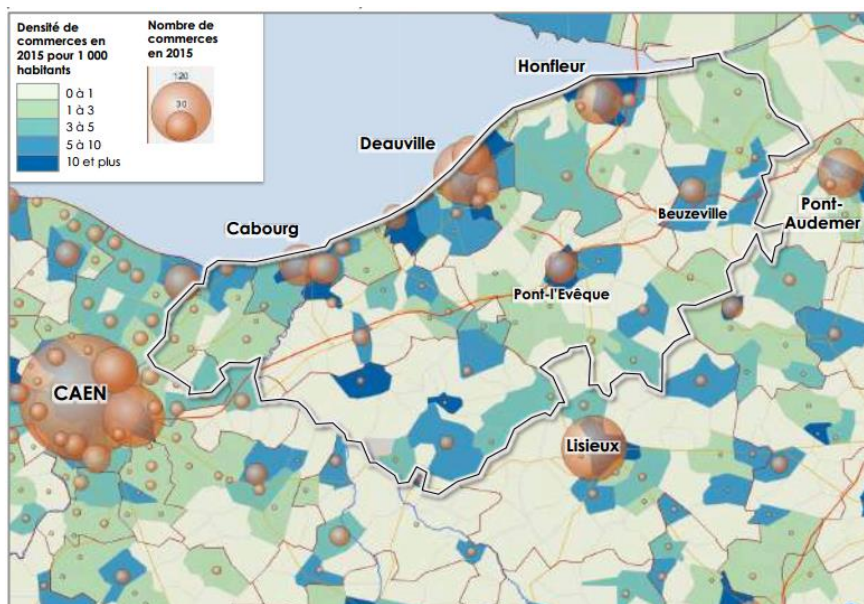 Densité de
commerces en
2015 pour 1 000
habitants
0 à 1
1 à 3
3 à 5
5 à 10
10 et plus
Nombre de
commerces
en 2015
120
30
Honfleur
Deauville
Cabourg
Beuzeville
Pont-
Audemer
Pont-l'Evêque
CAEN
Lisieux